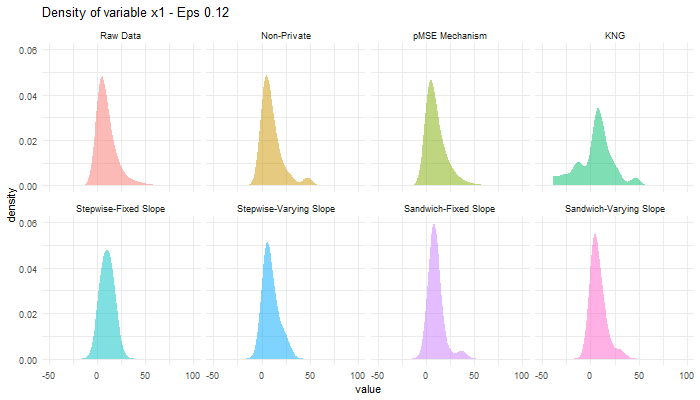 Density of variable x1 - Eps 0.12
Raw Data Non-Private pMSE Mechanism KNG
0.06
0.04
0.02
0.00
density
Stepwise-Fixed Slope Stepwise-Varying Slope Sandwich-Fixed Slope Sandwich-Varying Slope
0.06
0.04
0.02
0.00
-50 0 50 100 -50 0 50 100 -50 0 50 100 -50 0 50 100
value